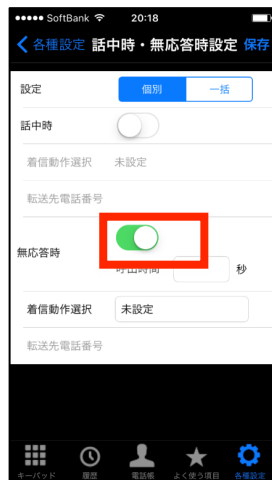 SoftBank 20:18
各種設定 話中時・無応答時設定 保存
設定 個別 一括
話中時
着信動作選択 未設定
転送先電話番号
無応答時
呼出時間 秒
着信動作選択 未設定
転送先電話番号
キーパッド 履歴 電話帳 よく使う項目 各種設定